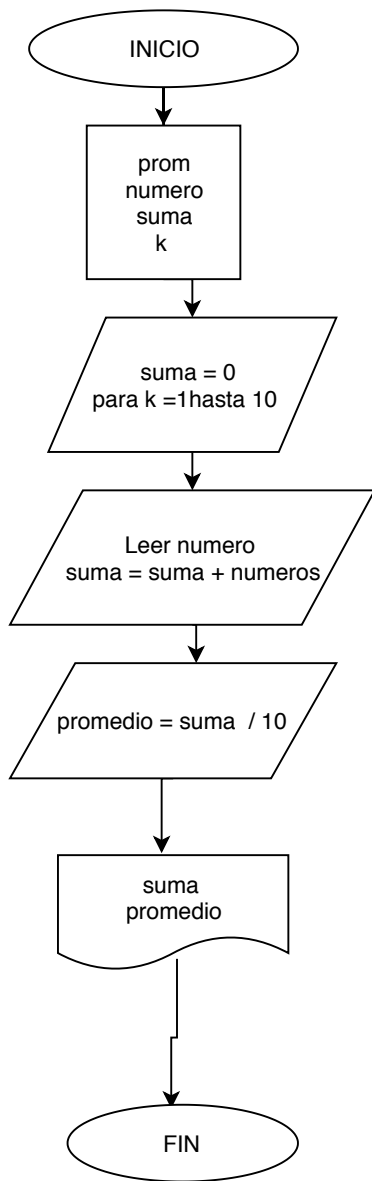 INICIO
prom
numero
suma
k
suma = 0
para k =1hasta 10
Leer numero
suma = suma + numeros
promedio = suma / 10
suma
promedio
FIN